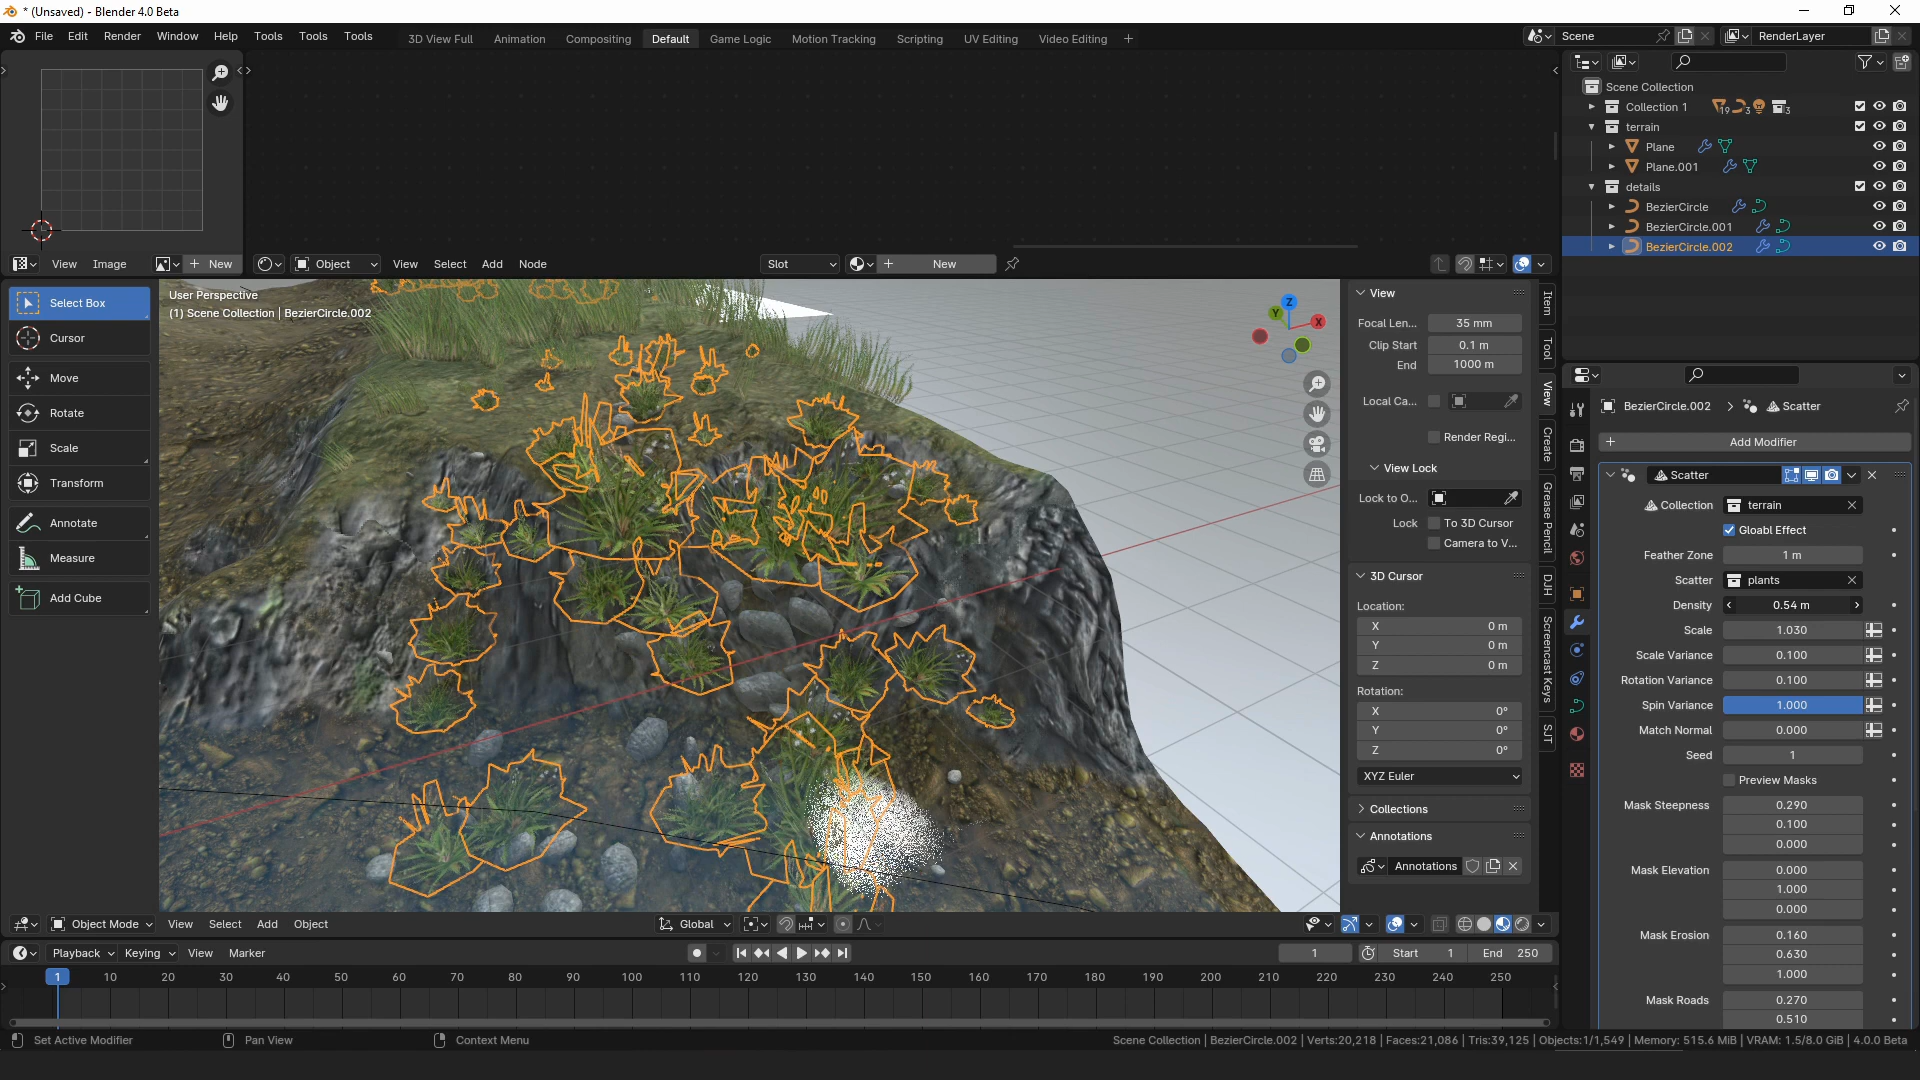 * (Unsaved) - Blender 4.0 Beta
File Edit Render Window Help Tools Tools Tools
3D View Full Animation Compositing Default Game Logic Motion Tracking Scripting UV Editing Video Editing
Scene
RenderLayer
Scene Collection
Collection 1 19 3 3
terrain
Plane
Plane.001
details
BezierCircle
BezierCircle.001
BezierCircle.002
View Image New
Object View Select Add Node
Slot New
Select Box
Cursor
Move
Rotate
Scale
Transform
Annotate
Measure
Add Cube
User Perspective
(1) Scene Collection | BezierCircle.002
Z
Y
X
View
Focal Len... 35 mm
Clip Start 0.1 m
End 1000 m
Local Ca...
Render Regi...
View Lock
Lock to O...
Lock To 3D Cursor
Camera to V...
3D Cursor
Location:
X 0 m
Y 0 m
Z 0 m
Rotation:
X 0°
Y 0°
Z 0°
XYZ Euler
Collections
Annotations
Annotations
Item
Tool
View
Create
Grease Pencil
DJH
Screencast Keys
SJT
BezierCircle.002 Scatter
Add Modifier
Scatter
Collection terrain
Gloabl Effect
Feather Zone 1 m
Scatter plants
Density 0.54 m
Scale 1.030
Scale Variance 0.100
Rotation Variance 0.100
Spin Variance 1.000
Match Normal 0.000
Seed 1
Preview Masks
Mask Steepness 0.290
0.100
0.000
Mask Elevation 0.000
1.000
0.000
Mask Erosion 0.160
0.630
1.000
Mask Roads 0.270
0.510
Object Mode View Select Add Object
Global
Playback Keying View Marker
1 Start 1 End 250
1 10 20 30 40 50 60 70 80 90 100 110 120 130 140 150 160 170 180 190 200 210 220 230 240 250
Set Active Modifier Pan View Context Menu
Scene Collection | BezierCircle.002 | Verts:20,218 | Faces:21,086 | Tris:39,125 | Objects:1/1,549 | Memory: 515.6 MiB | VRAM: 1.5/8.0 GiB | 4.0.0 Beta